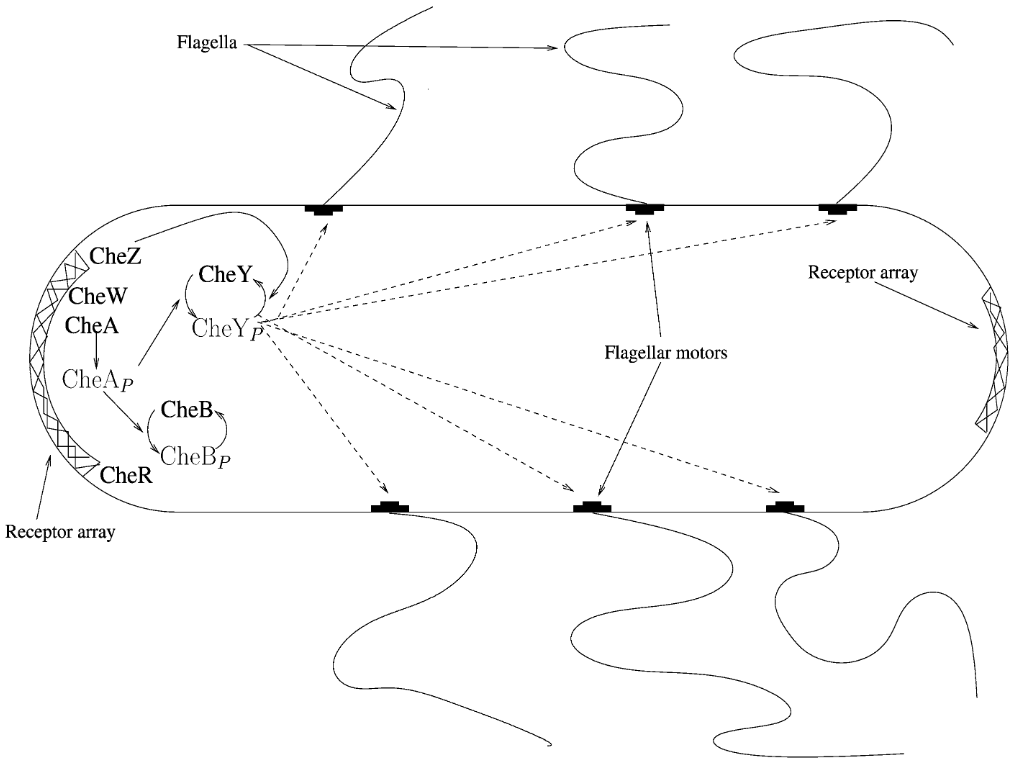 Flagella
CheZ
CheY
CheW
CheA
CheY_P
Receptor array
Flagellar motors
CheA_P
CheB
CheB_P
CheR
Receptor array